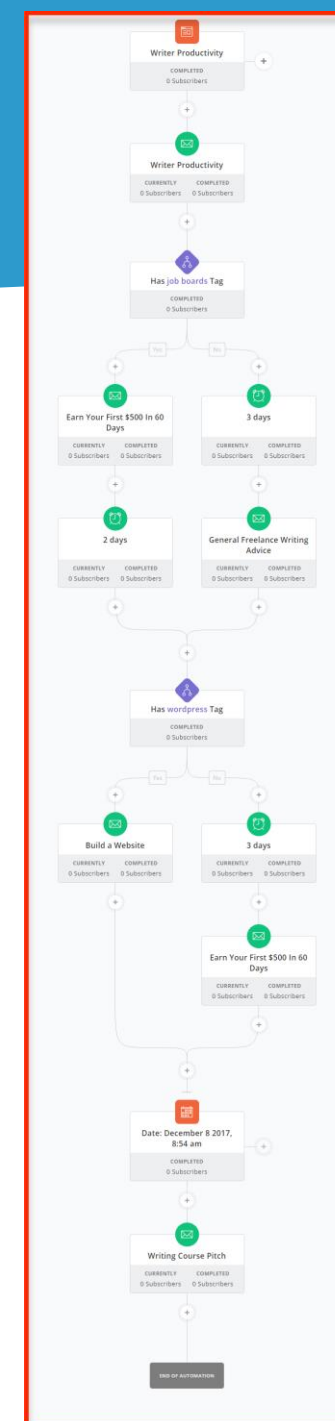 Writer Productivity
COMPLETED
0 Subscribers
Writer Productivity
CURRENTLY COMPLETED
0 Subscribers 0 Subscribers
Has job boards Tag
COMPLETED
0 Subscribers
Yes
No
Earn Your First $500 In 60
Days
CURRENTLY COMPLETED
0 Subscribers 0 Subscribers
3 days
CURRENTLY COMPLETED
0 Subscribers 0 Subscribers
2 days
CURRENTLY COMPLETED
0 Subscribers 0 Subscribers
General Freelance Writing
Advice
CURRENTLY COMPLETED
0 Subscribers 0 Subscribers
Has wordpress Tag
COMPLETED
0 Subscribers
Yes
No
Build a Website
CURRENTLY COMPLETED
0 Subscribers 0 Subscribers
3 days
CURRENTLY COMPLETED
0 Subscribers 0 Subscribers
Earn Your First $500 In 60
Days
CURRENTLY COMPLETED
0 Subscribers 0 Subscribers
Date: December 8 2017,
8:54 am
COMPLETED
0 Subscribers
Writing Course Pitch
CURRENTLY COMPLETED
0 Subscribers 0 Subscribers
END OF AUTOMATION